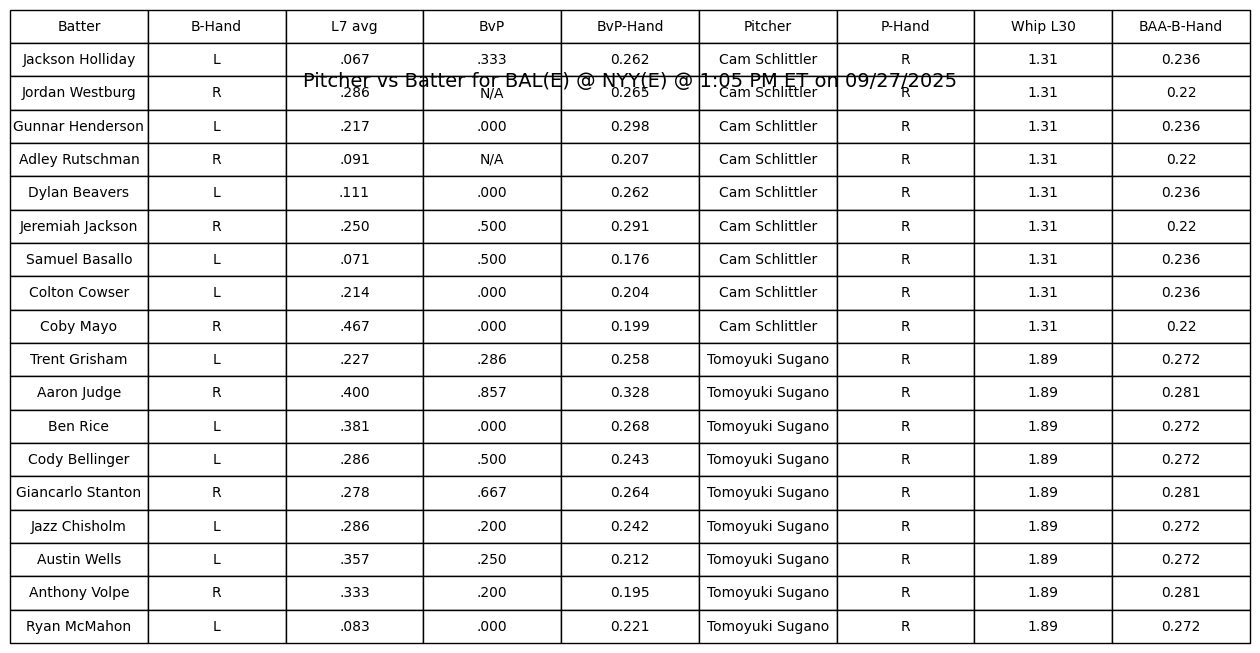 Batter B-Hand L7 avg BvP BvP-Hand Pitcher P-Hand Whip L30 BAA-B-Hand
Jackson Holliday L .067 .333 0.262 Cam Schlittler R 1.31 0.236
Pitcher vs Batter for BAL(E) @ NYY(E) @ 1:05 PM ET on 09/27/2025
Jordan Westburg R .286 N/A 0.265 Cam Schlittler R 1.31 0.22
Gunnar Henderson L .217 .000 0.298 Cam Schlittler R 1.31 0.236
Adley Rutschman R .091 N/A 0.207 Cam Schlittler R 1.31 0.22
Dylan Beavers L .111 .000 0.262 Cam Schlittler R 1.31 0.236
Jeremiah Jackson R .250 .500 0.291 Cam Schlittler R 1.31 0.22
Samuel Basallo L .071 .500 0.176 Cam Schlittler R 1.31 0.236
Colton Cowser L .214 .000 0.204 Cam Schlittler R 1.31 0.236
Coby Mayo R .467 .000 0.199 Cam Schlittler R 1.31 0.22
Trent Grisham L .227 .286 0.258 Tomoyuki Sugano R 1.89 0.272
Aaron Judge R .400 .857 0.328 Tomoyuki Sugano R 1.89 0.281
Ben Rice L .381 .000 0.268 Tomoyuki Sugano R 1.89 0.272
Cody Bellinger L .286 .500 0.243 Tomoyuki Sugano R 1.89 0.272
Giancarlo Stanton R .278 .667 0.264 Tomoyuki Sugano R 1.89 0.281
Jazz Chisholm L .286 .200 0.242 Tomoyuki Sugano R 1.89 0.272
Austin Wells L .357 .250 0.212 Tomoyuki Sugano R 1.89 0.272
Anthony Volpe R .333 .200 0.195 Tomoyuki Sugano R 1.89 0.281
Ryan McMahon L .083 .000 0.221 Tomoyuki Sugano R 1.89 0.272